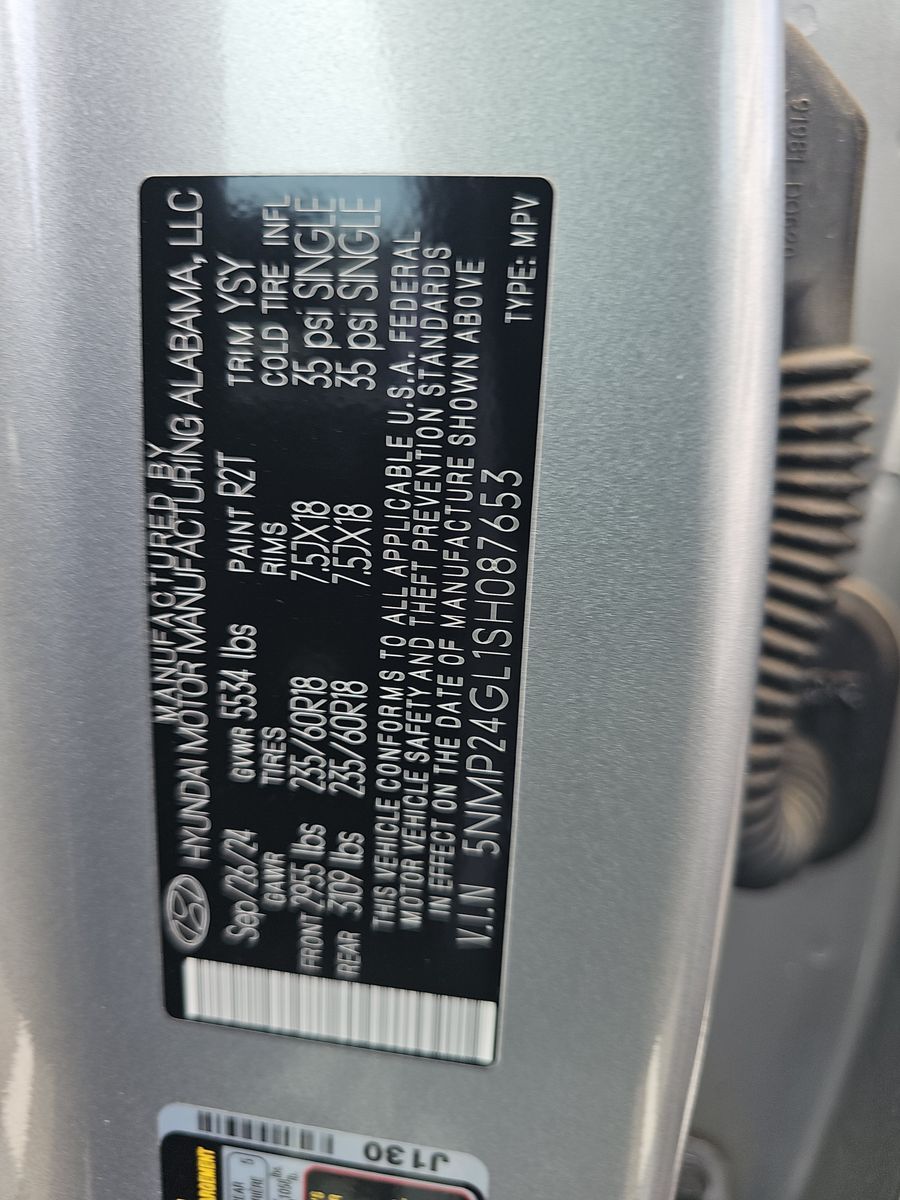 MANUFACTURED BY
HYUNDAI MOTOR MANUFACTURING ALABAMA, LLC
Sep/26/24 GVWR 5534 lbs PAINT R2T TRIM YSY
GAWR TIRES RIMS COLD TIRE INFL
FRONT 2955 lbs 235/60R18 7.5JX18 35 psi SINGLE
REAR 3109 lbs 235/60R18 7.5JX18 35 psi SINGLE
THIS VEHICLE CONFORMS TO ALL APPLICABLE U.S.A. FEDERAL
MOTOR VEHICLE SAFETY AND THEFT PREVENTION STANDARDS
IN EFFECT ON THE DATE OF MANUFACTURE SHOWN ABOVE
V.I.N 5NMP24GL1SH087653
TYPE: MPV
J130